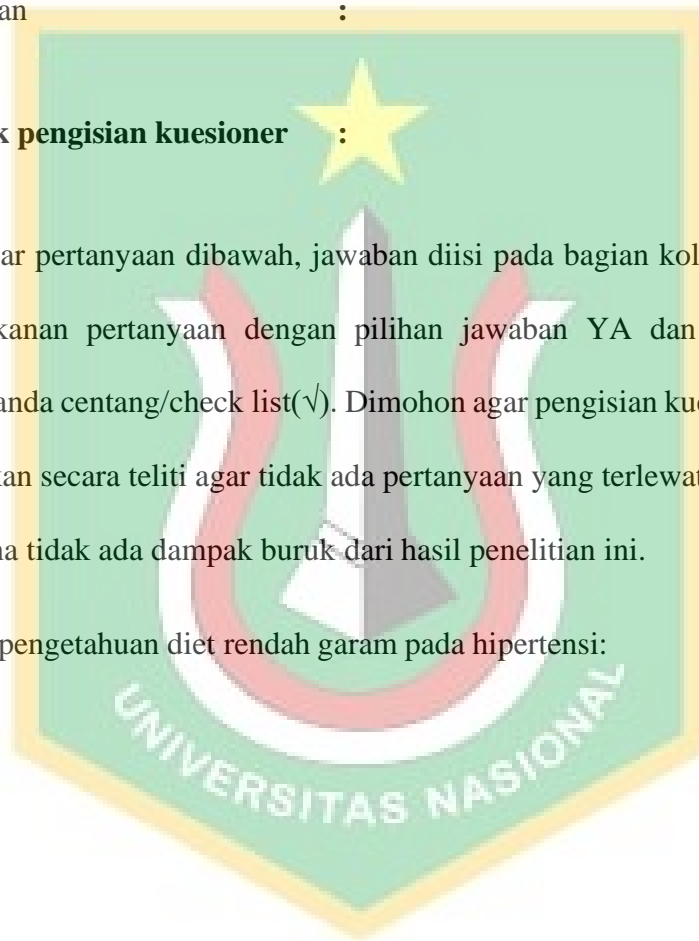 an :
k pengisian kuesioner :
ar pertanyaan dibawah, jawaban diisi pada bagian kol
kanan pertanyaan dengan pilihan jawaban YA dan
anda centang/check list(√). Dimohon agar pengisian kue
kan secara teliti agar tidak ada pertanyaan yang terlewat
na tidak ada dampak buruk dari hasil penelitian ini.
pengetahuan diet rendah garam pada hipertensi:
UNIVERSITAS NASIONAL